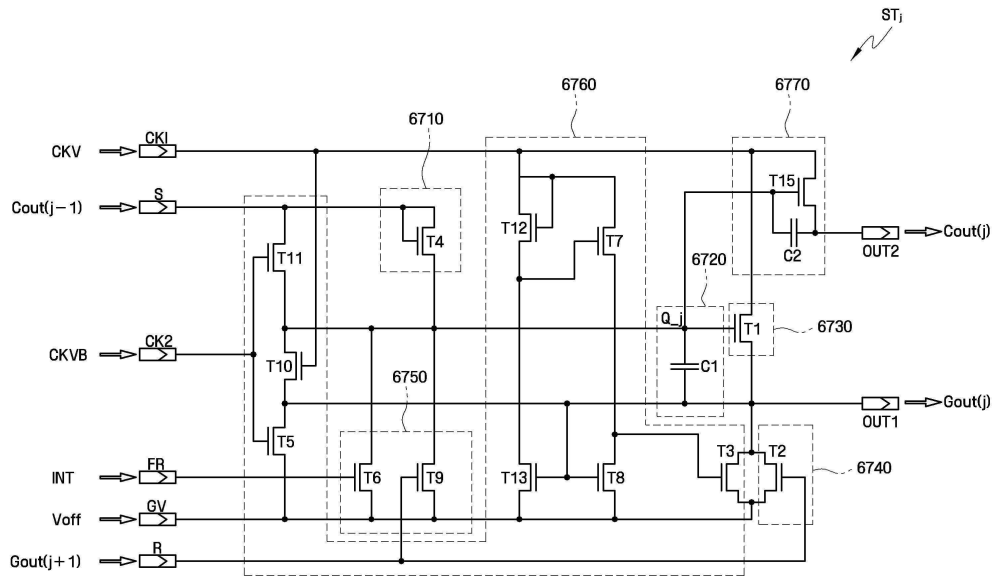 STj
6760
6770
6710
CKV
CKI
Cout(j-1)
S
T15
T12
T4
T7
T11
C2
OUT2
Cout(j)
6720
Q_j
T1
6730
CKVB
CK2
T10
C1
6750
OUT1
Gout(j)
T5
T3
T2
INT
FR
T6
T9
T13
T8
6740
Voff
GV
Gout(j+1)
R